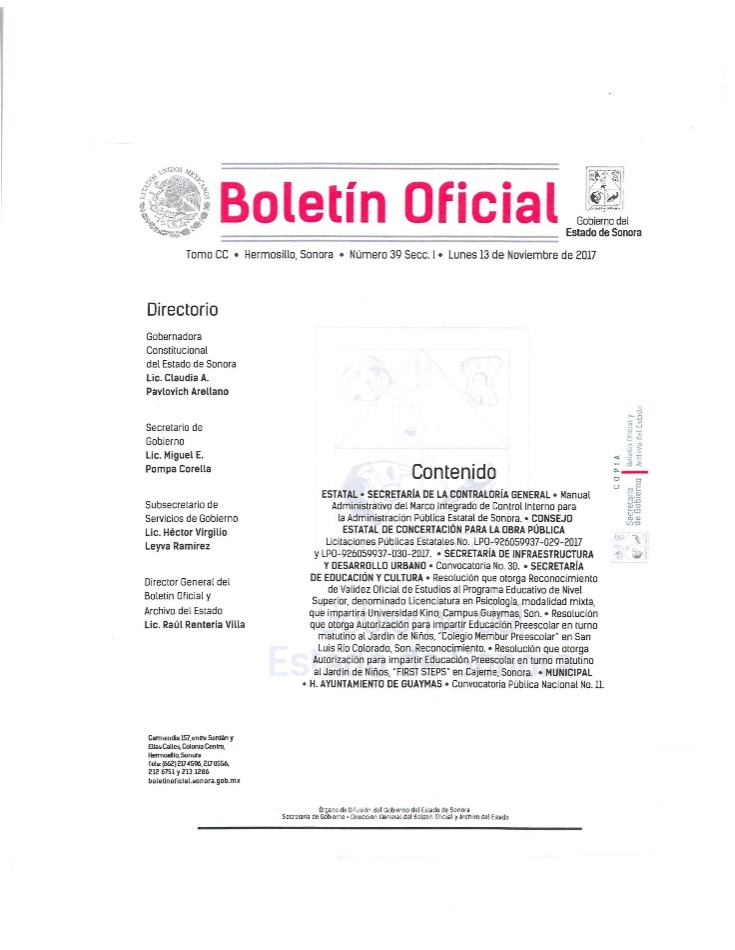 ESTADOS UNIDOS MEXICANOS
Boletín Oficial
Gobierno del
Estado de Sonora
Tomo CC • Hermosillo, Sonora • Número 39 Secc. I • Lunes 13 de Noviembre de 2017
Directorio
Gobernadora
Constitucional
del Estado de Sonora
Lic. Claudia A.
Pavlovich Arellano
Secretario de
Gobierno
Lic. Miguel E.
Pompa Corella
Subsecretario de
Servicios de Gobierno
Lic. Héctor Virgilio
Leyva Ramírez
Director General del
Boletín Oficial y
Archivo del Estado
Lic. Raúl Rentería Villa
Garmendia 157, entre Serdán y
Elías Calles, Colonia Centro,
Hermosillo, Sonora
Tels: (662) 217 4596, 217 0556,
212 6751 y 213 1286
boletinoficial.sonora.gob.mx
Contenido
ESTATAL • SECRETARÍA DE LA CONTRALORÍA GENERAL • Manual
Administrativo del Marco Integrado de Control Interno para
la Administración Pública Estatal de Sonora. • CONSEJO
ESTATAL DE CONCERTACIÓN PARA LA OBRA PÚBLICA
Licitaciones Públicas Estatales No. LPO-926059937-029-2017
y LPO-926059937-030-2017. • SECRETARÍA DE INFRAESTRUCTURA
Y DESARROLLO URBANO • Convocatoria No. 30. • SECRETARÍA
DE EDUCACIÓN Y CULTURA • Resolución que otorga Reconocimiento
de Validez Oficial de Estudios al Programa Educativo de Nivel
Superior, denominado Licenciatura en Psicología, modalidad mixta,
que impartirá Universidad Kino, Campus Guaymas, Son. • Resolución
que otorga Autorización para impartir Educación Preescolar en turno
matutino al Jardín de Niños, "Colegio Membur Preescolar" en San
Luis Río Colorado, Son. Reconocimiento. • Resolución que otorga
Autorización para impartir Educación Preescolar en turno matutino
al Jardín de Niños, "FIRST STEPS" en Cajeme, Sonora. • MUNICIPAL
• H. AYUNTAMIENTO DE GUAYMAS • Convocatoria Pública Nacional No. 11.
COPIA
Secretaría
de Gobierno
Boletín Oficial y
Archivo del Estado
Órgano de Difusión del Gobierno del Estado de Sonora
Secretaría de Gobierno • Dirección General del Boletín Oficial y Archivo del Estado